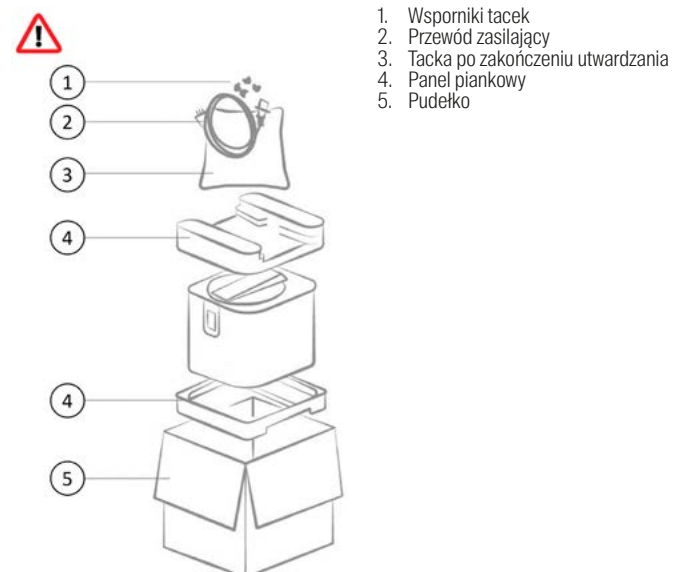 1. Wsporniki tacek
2. Przewód zasilający
3. Tacka po zakończeniu utwardzania
4. Panel piankowy
5. Pudełko
1
2
3
4
4
5